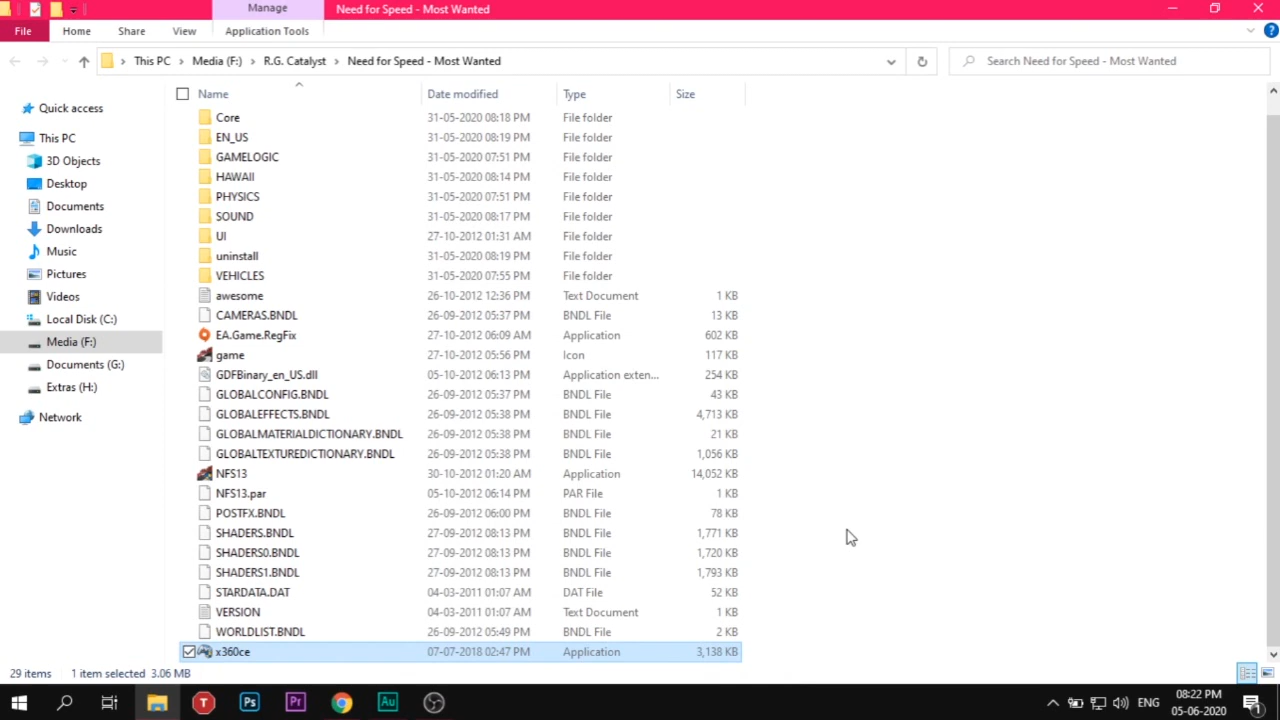 Manage
Need for Speed - Most Wanted
File
Home
Share
View
Application Tools
This PC
Media (F:)
R.G. Catalyst
Need for Speed - Most Wanted
Search Need for Speed - Most Wanted
Name
Date modified
Type
Size
Quick access
This PC
3D Objects
Desktop
Documents
Downloads
Music
Pictures
Videos
Local Disk (C:)
Media (F:)
Documents (G:)
Extras (H:)
Network
Core 31-05-2020 08:18 PM File folder
EN_US 31-05-2020 08:19 PM File folder
GAMELOGIC 31-05-2020 07:51 PM File folder
HAWAII 31-05-2020 08:14 PM File folder
PHYSICS 31-05-2020 07:51 PM File folder
SOUND 31-05-2020 08:17 PM File folder
UI 27-10-2012 01:31 AM File folder
uninstall 31-05-2020 08:19 PM File folder
VEHICLES 31-05-2020 07:55 PM File folder
awesome 26-10-2012 12:36 PM Text Document 1 KB
CAMERAS.BNDL 26-09-2012 05:37 PM BNDL File 13 KB
EA.Game.RegFix 27-10-2012 06:09 AM Application 602 KB
game 27-10-2012 05:56 PM Icon 117 KB
GDFBinary_en_US.dll 05-10-2012 06:13 PM Application exten... 254 KB
GLOBALCONFIG.BNDL 26-09-2012 05:37 PM BNDL File 43 KB
GLOBALEFFECTS.BNDL 26-09-2012 05:38 PM BNDL File 4,713 KB
GLOBALMATERIALDICTIONARY.BNDL 26-09-2012 05:38 PM BNDL File 21 KB
GLOBALTEXTUREDICTIONARY.BNDL 26-09-2012 05:38 PM BNDL File 1,056 KB
NFS13 30-10-2012 01:20 AM Application 14,052 KB
NFS13.par 05-10-2012 06:14 PM PAR File 1 KB
POSTFX.BNDL 26-09-2012 06:00 PM BNDL File 78 KB
SHADERS.BNDL 27-09-2012 08:13 PM BNDL File 1,771 KB
SHADERS0.BNDL 27-09-2012 08:13 PM BNDL File 1,720 KB
SHADERS1.BNDL 27-09-2012 08:13 PM BNDL File 1,793 KB
STARDATA.DAT 04-03-2011 01:07 AM DAT File 52 KB
VERSION 04-03-2011 01:07 AM Text Document 1 KB
WORLDLIST.BNDL 26-09-2012 05:49 PM BNDL File 2 KB
x360ce 07-07-2018 02:47 PM Application 3,138 KB
29 items 1 item selected 3.06 MB
T
Ps
Pr
Au
ENG
08:22 PM
05-06-2020
1